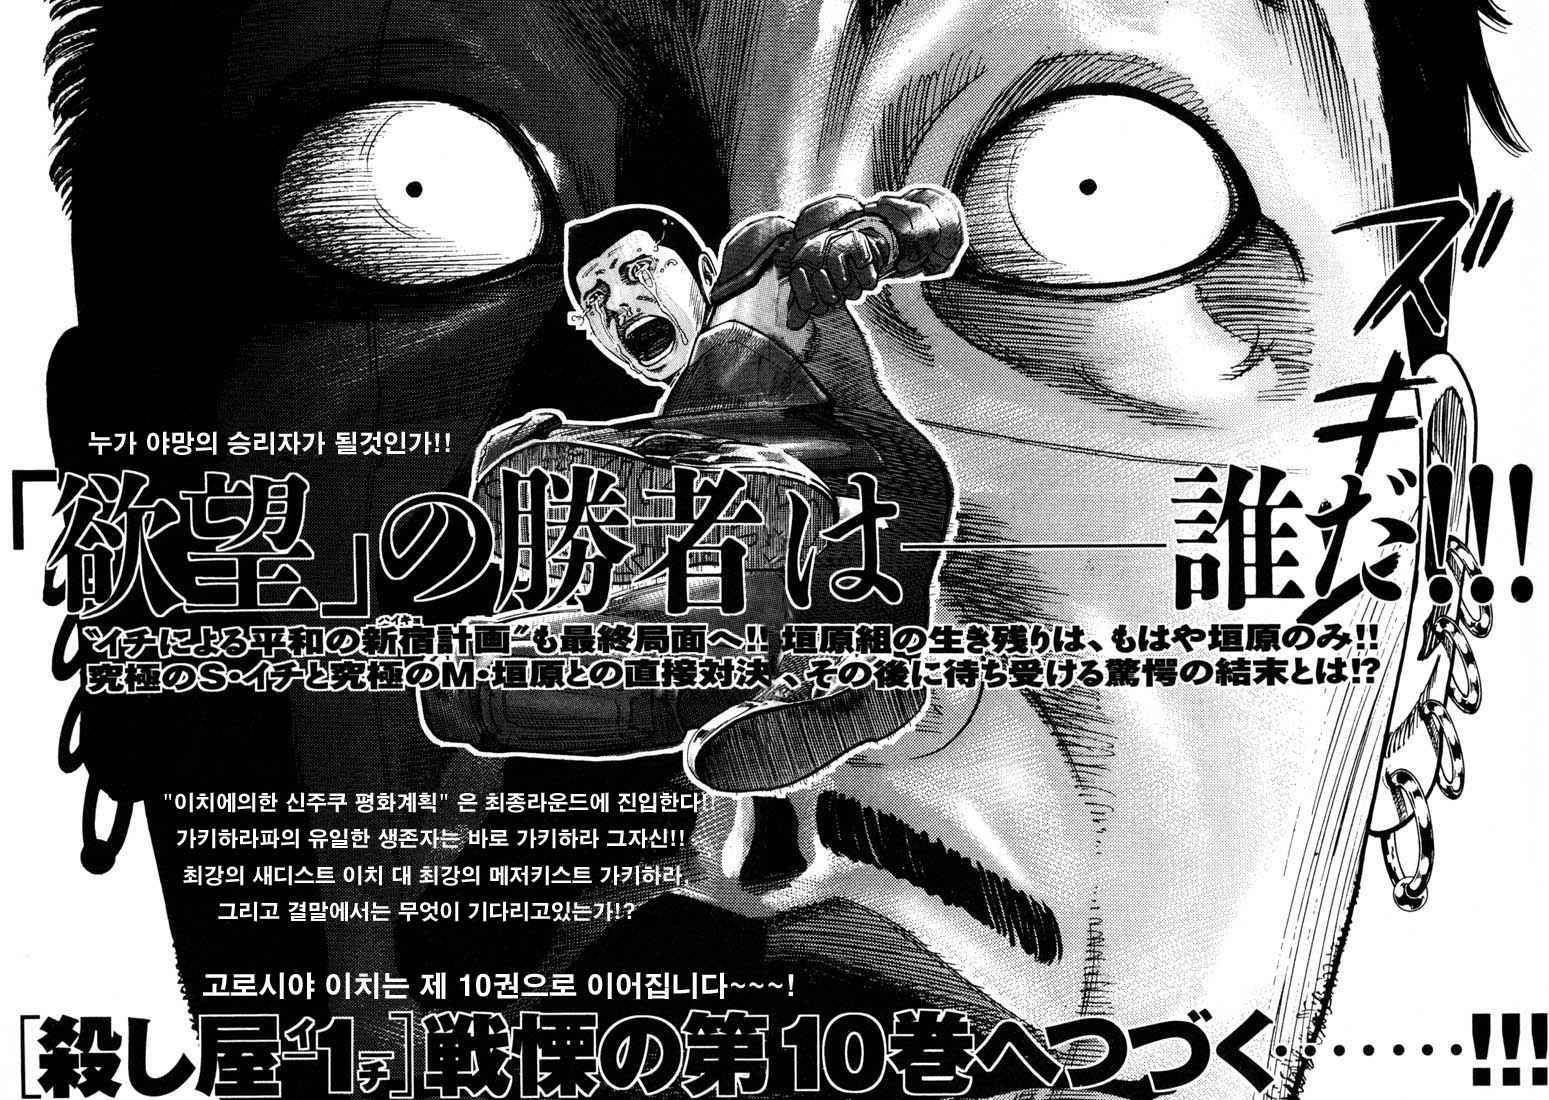 ズキ
누가 야망의 승리자가 될것인가!!
「欲望」の勝者は――誰だ!!!
〝イチによる平和の新宿計画〟も最終局面へ!! 垣原組の生き残りは、もはや垣原のみ!!
究極のS・イチと究極のM・垣原との直接対決、その後に待ち受ける驚愕の結末とは!?
"이치에의한 신주쿠 평화계획" 은 최종라운드에 진입한다!!
가키하라파의 유일한 생존자는 바로 가키하라 그자신!!
최강의 새디스트 이치 대 최강의 메저키스트 가키하라,
그리고 결말에서는 무엇이 기다리고있는가!?
고로시야 이치는 제 10권으로 이어집니다~~~!
[殺し屋1イチ]戦慄の第10巻へつづく………!!!